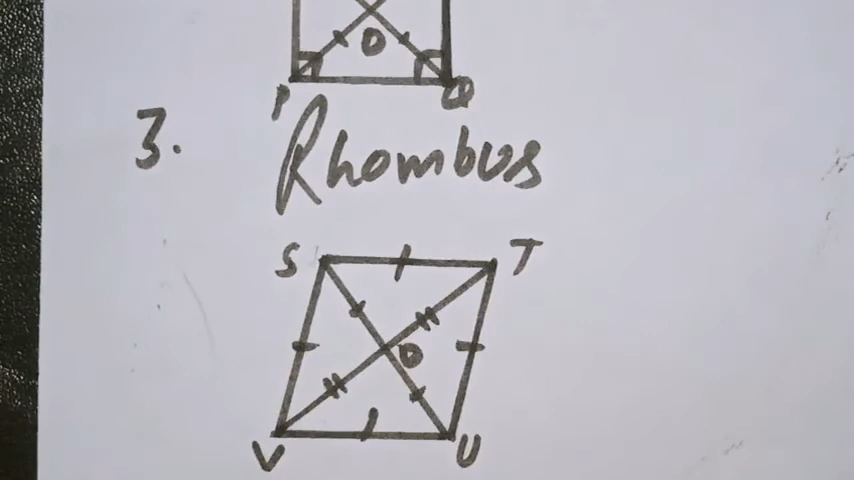 O
P Q
3. Rhombus
S T
O
V U